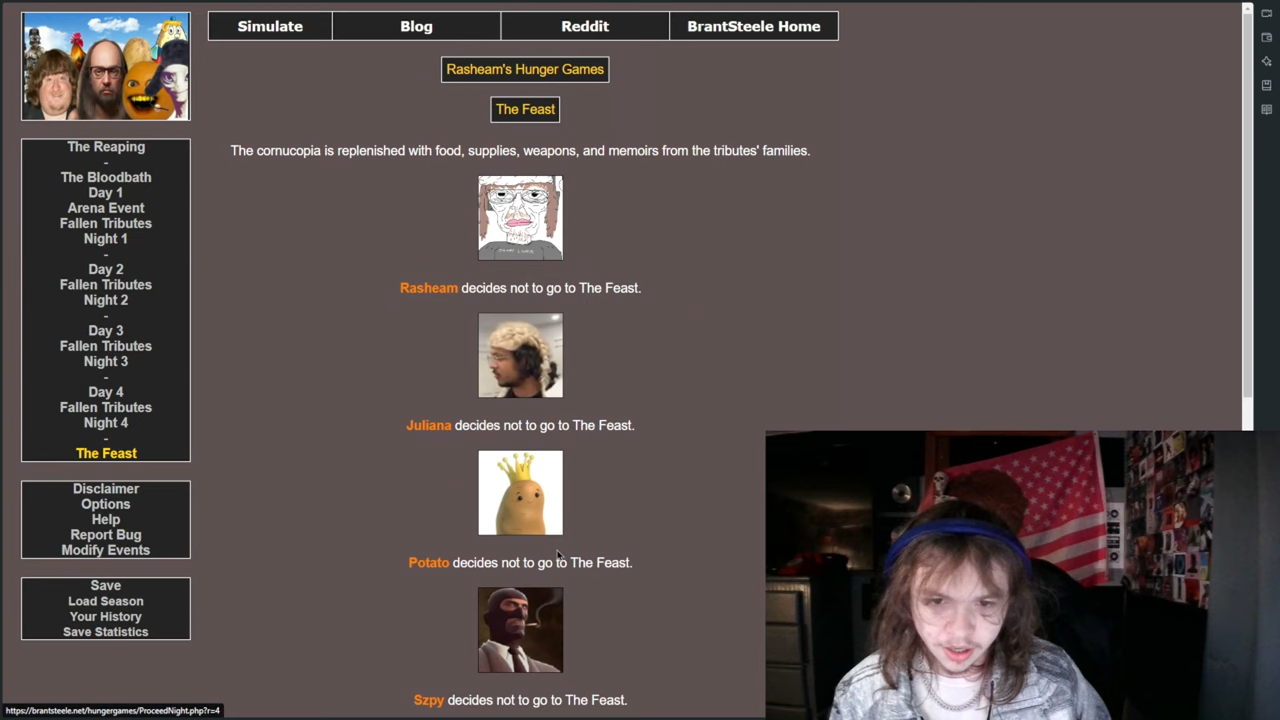 Simulate
Blog
Reddit
BrantSteele Home
Rasheam's Hunger Games
The Feast
The cornucopia is replenished with food, supplies, weapons, and memoirs from the tributes' families.
Rasheam decides not to go to The Feast.
Juliana decides not to go to The Feast.
Potato decides not to go to The Feast.
Szpy decides not to go to The Feast.
The Reaping
-
The Bloodbath
Day 1
Arena Event
Fallen Tributes
Night 1
-
Day 2
Fallen Tributes
Night 2
-
Day 3
Fallen Tributes
Night 3
-
Day 4
Fallen Tributes
Night 4
-
The Feast
Disclaimer
Options
Help
Report Bug
Modify Events
Save
Load Season
Your History
Save Statistics
https://brantsteele.net/hungergames/ProceedNight.php?r=4